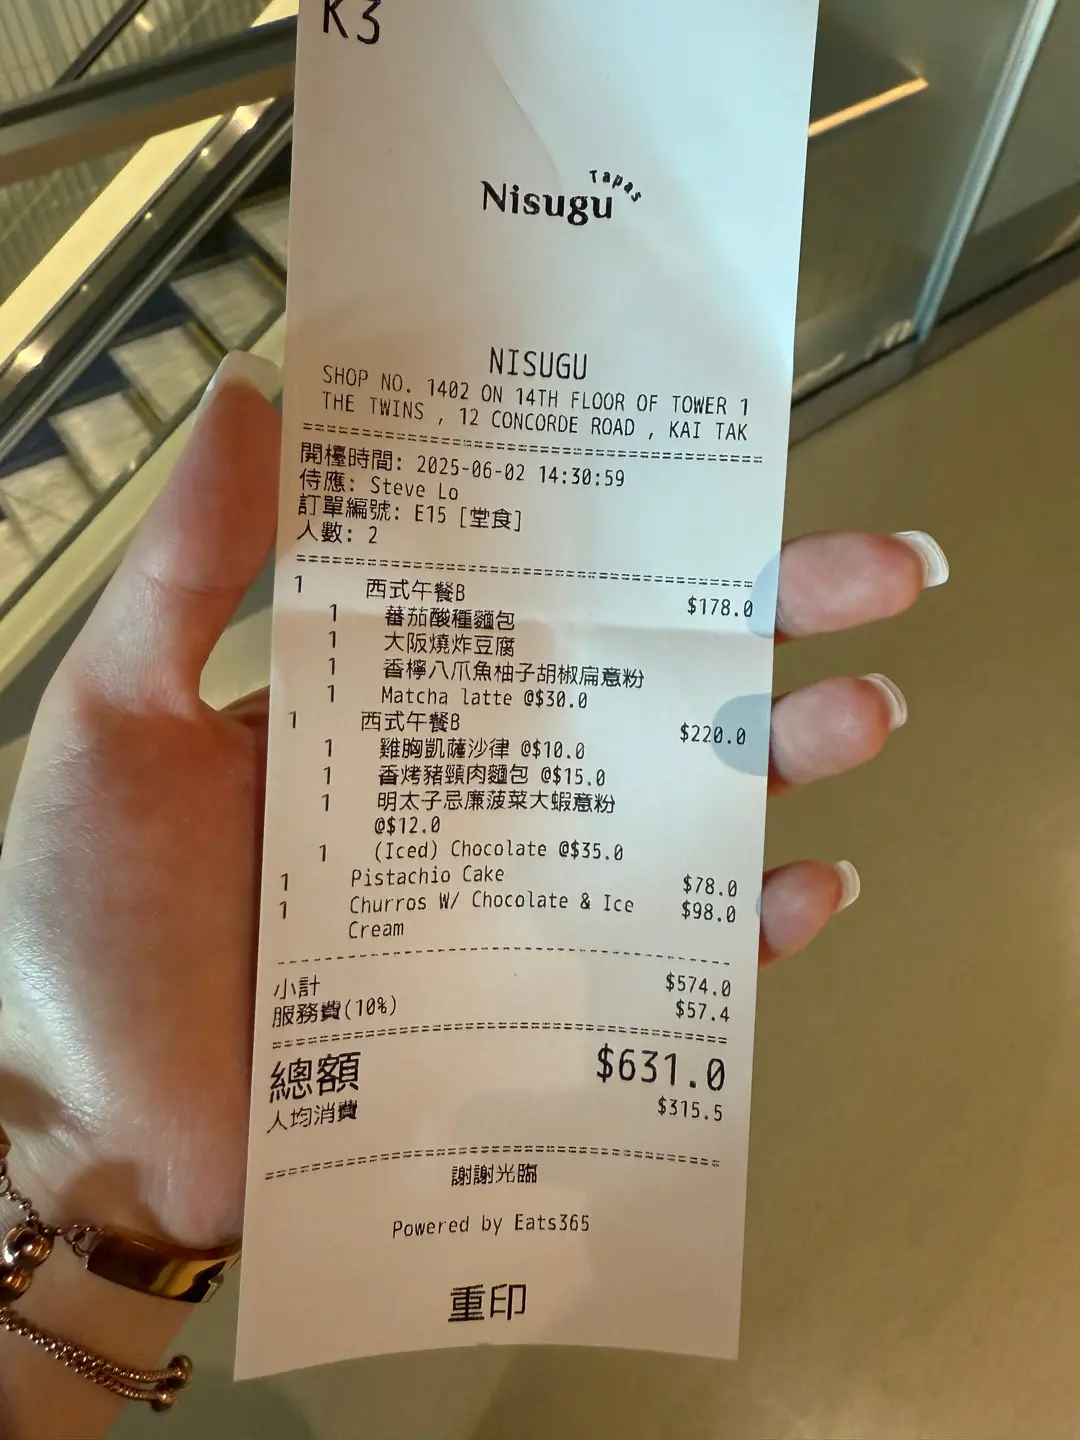 K3
Nisugu Tapas
NISUGU
SHOP NO. 1402 ON 14TH FLOOR OF TOWER 1
THE TWINS , 12 CONCORDE ROAD , KAI TAK
開檯時間: 2025-06-02 14:30:59
侍應: Steve Lo
訂單編號: E15 [堂食]
人數: 2
1 西式午餐B $178.0
1 蕃茄酸種麵包
1 大阪燒炸豆腐
1 香檸八爪魚柚子胡椒扁意粉
1 Matcha latte @$30.0
1 西式午餐B $220.0
1 雞胸凱薩沙律 @$10.0
1 香烤豬頸肉麵包 @$15.0
1 明太子忌廉菠菜大蝦意粉
@$12.0
1 (Iced) Chocolate @$35.0
1 Pistachio Cake $78.0
1 Churros W/ Chocolate & Ice $98.0
Cream
小計 $574.0
服務費(10%) $57.4
總額 $631.0
人均消費 $315.5
謝謝光臨
Powered by Eats365
重印